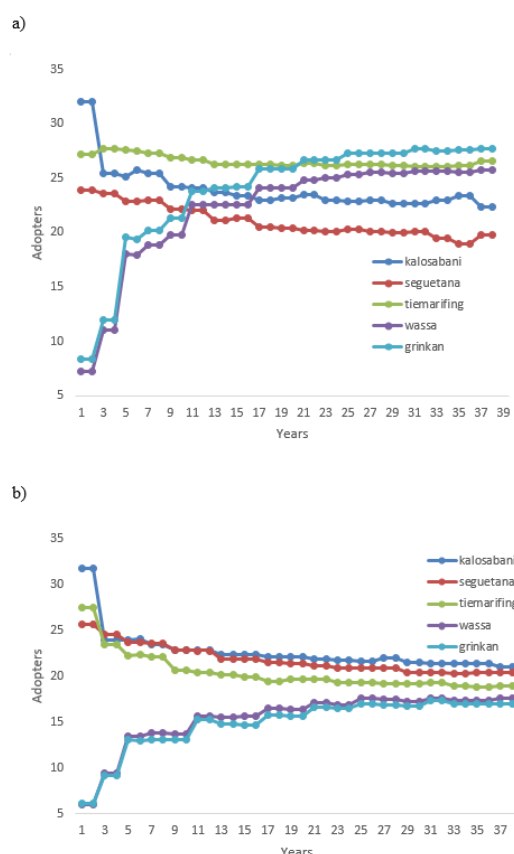 a)
35
30
25
20
15
10
5
Adopters
kalosabani
seguetana
tiemarifing
wassa
grinkan
1 3 5 7 9 11 13 15 17 19 21 23 25 27 29 31 33 35 37 39
Years
b)
35
30
25
20
15
10
5
Adopters
kalosabani
seguetana
tiemarifing
wassa
grinkan
1 3 5 7 9 11 13 15 17 19 21 23 25 27 29 31 33 35 37
Years